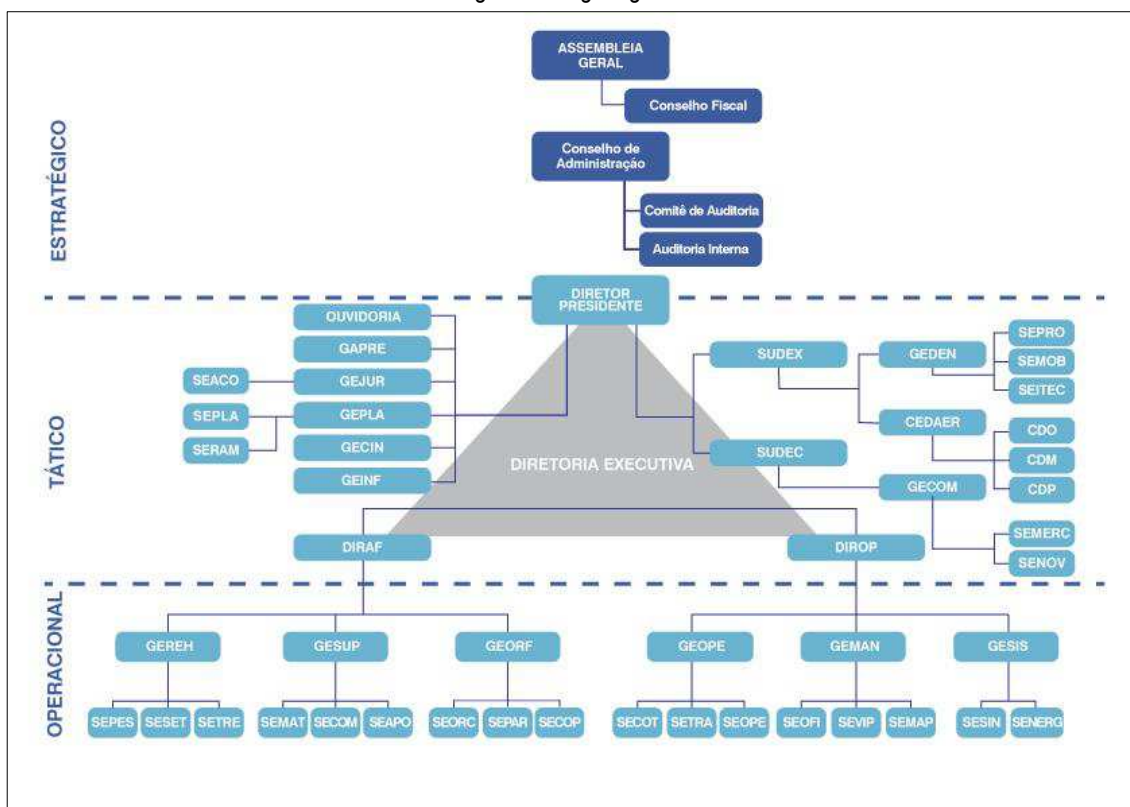 ASSEMBLEIA
GERAL
Conselho Fiscal
Conselho de
Administração
Comitê de Auditoria
Auditoria Interna
ESTRATÉGICO
DIRETOR
PRESIDENTE
OUVIDORIA
GAPRE
GEJUR
GEPLA
GECIN
GEINF
SEACO
SEPLA
SERAM
TÁTICO
DIRETORIA EXECUTIVA
SUDEX
SUDEC
GEDEN
CEDAER
GECOM
SEPRO
SEMOB
SEITEC
CDO
CDM
CDP
SEMERC
SENOV
DIRAF
DIROP
OPERACIONAL
GEREH
GESUP
GEORF
GEOPE
GEMAN
GESIS
SEPES
SESET
SETRE
SEMAT
SECOM
SEAPO
SEORC
SEPAR
SECOP
SECOT
SETRA
SEOPE
SEOFI
SEVIP
SEMAP
SESIN
SENERG